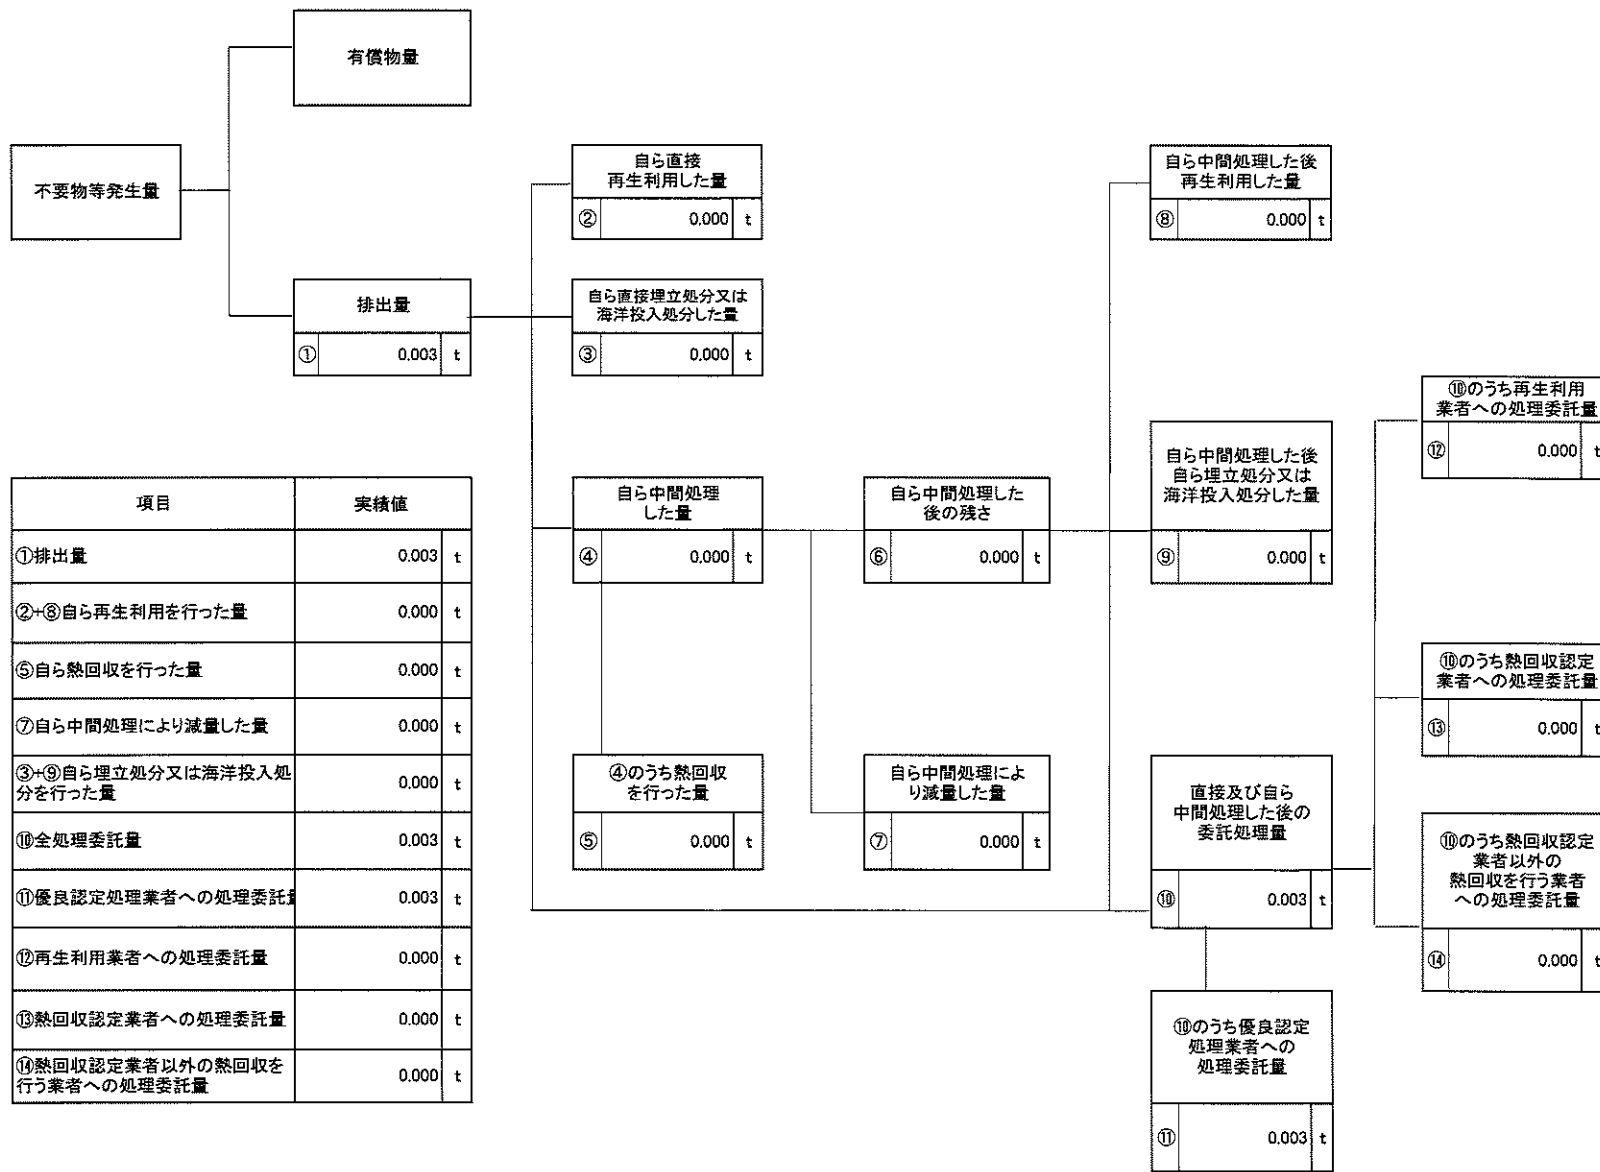 有償物量
不要物等発生量
排出量
① 0.003 t
自ら直接
再生利用した量
② 0.000 t
自ら直接埋立処分又は
海洋投入処分した量
③ 0.000 t
自ら中間処理
した量
④ 0.000 t
④のうち熱回収
を行った量
⑤ 0.000 t
自ら中間処理した
後の残さ
⑥ 0.000 t
自ら中間処理によ
り減量した量
⑦ 0.000 t
自ら中間処理した後
再生利用した量
⑧ 0.000 t
自ら中間処理した後
自ら埋立処分又は
海洋投入処分した量
⑨ 0.000 t
直接及び自ら
中間処理した後の
委託処理量
⑩ 0.003 t
⑩のうち優良認定
処理業者への
処理委託量
⑪ 0.003 t
⑩のうち再生利用
業者への処理委託量
⑫ 0.000 t
⑩のうち熱回収認定
業者への処理委託量
⑬ 0.000 t
⑩のうち熱回収認定
業者以外の
熱回収を行う業者
への処理委託量
⑭ 0.000 t
項目 実績値
①排出量 0.003 t
②+⑧自ら再生利用を行った量 0.000 t
⑤自ら熱回収を行った量 0.000 t
⑦自ら中間処理により減量した量 0.000 t
③+⑨自ら埋立処分又は海洋投入処
分を行った量 0.000 t
⑩全処理委託量 0.003 t
⑪優良認定処理業者への処理委託量 0.003 t
⑫再生利用業者への処理委託量 0.000 t
⑬熱回収認定業者への処理委託量 0.000 t
⑭熱回収認定業者以外の熱回収を
行う業者への処理委託量 0.000 t